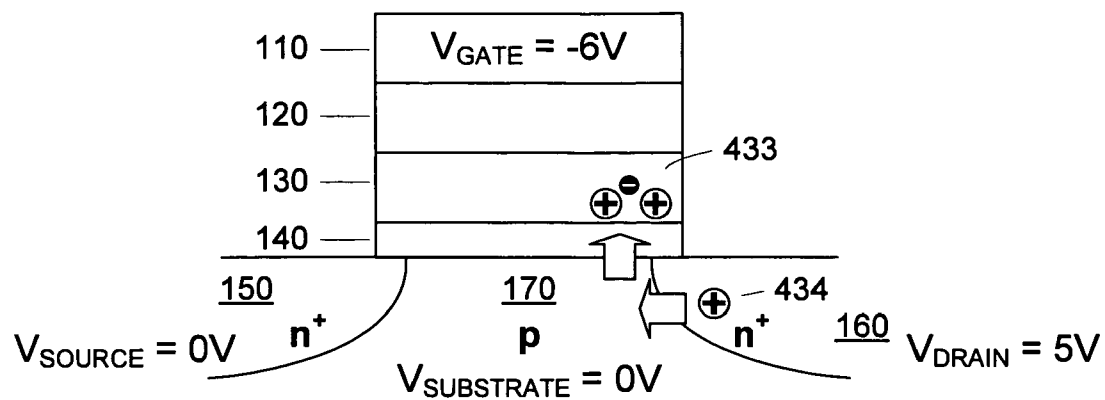 110
V_GATE = -6V
120
433
130
140
150
170
434
n+
p
n+
160
V_SOURCE = 0V
V_SUBSTRATE = 0V
V_DRAIN = 5V